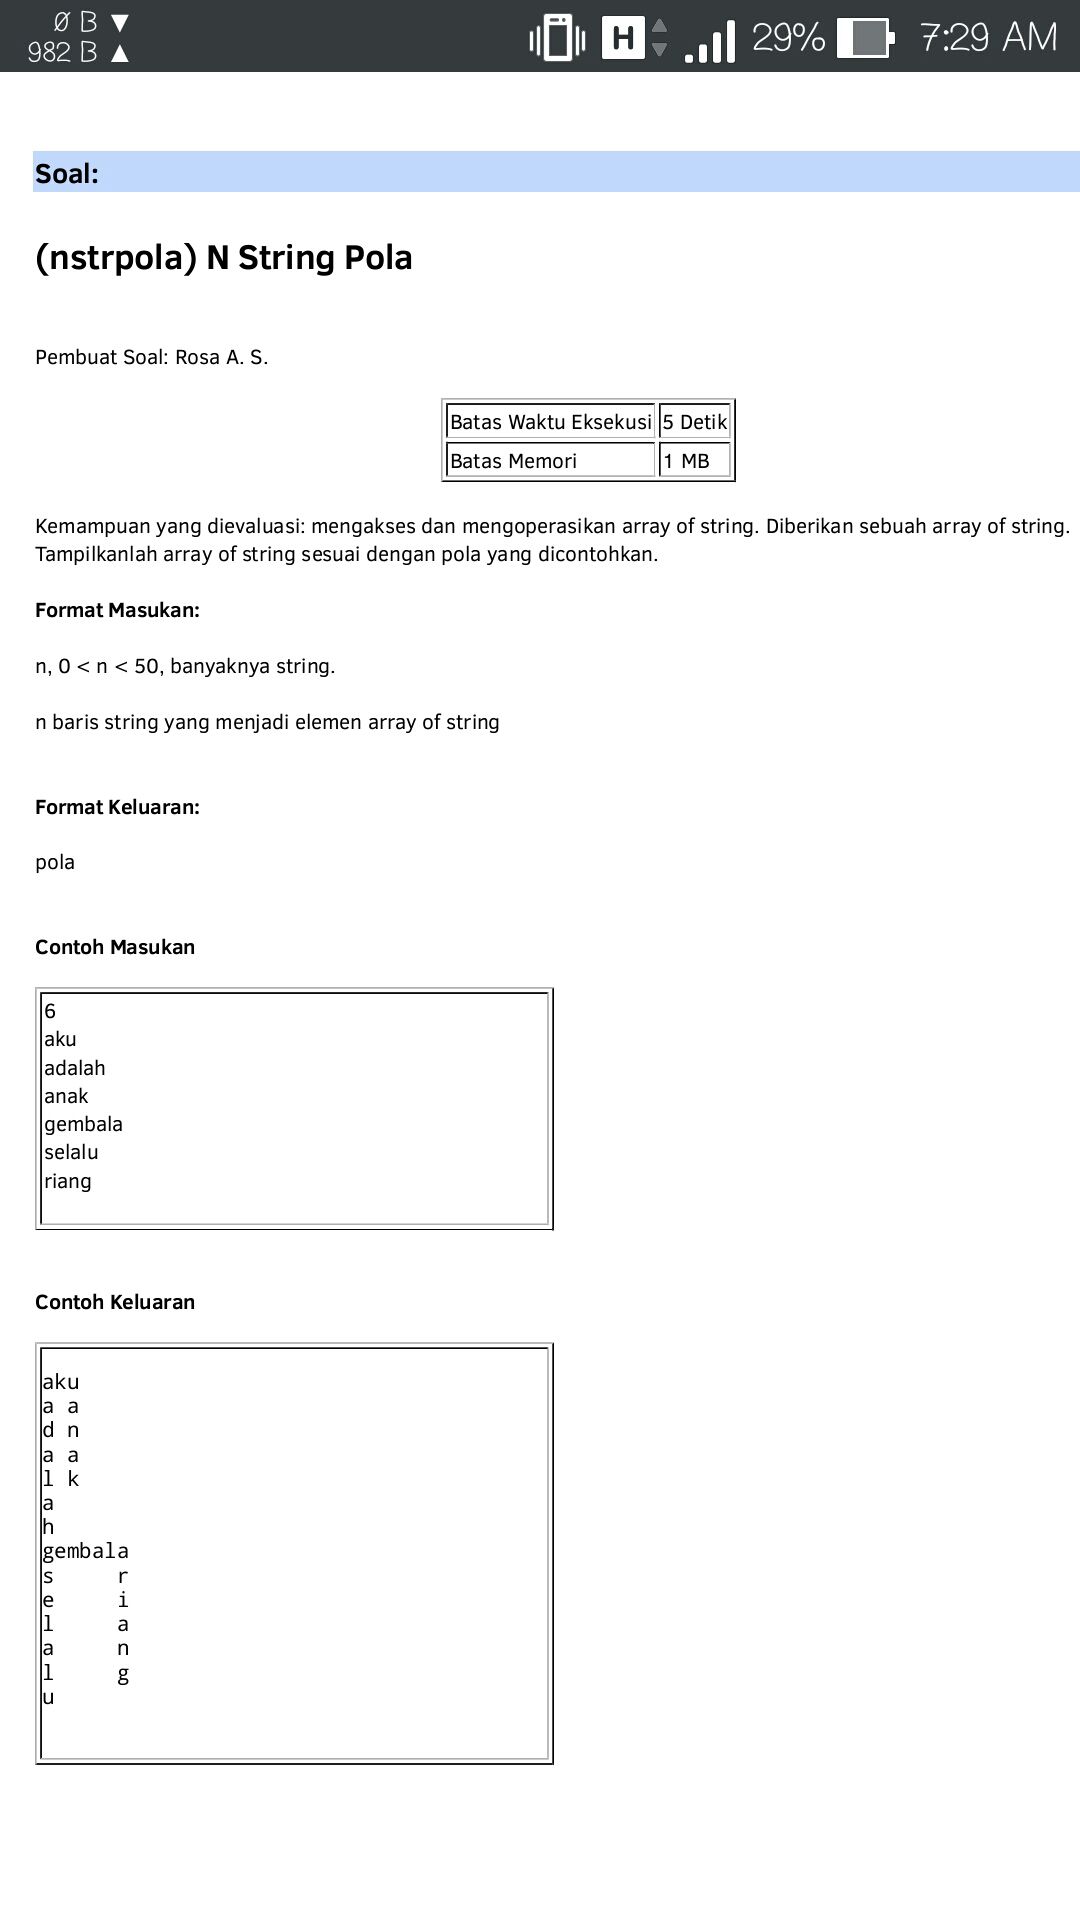 Ø B ▼
982 B ▲
H
29%
7:29 AM
Soal:
(nstrpola) N String Pola
Pembuat Soal: Rosa A. S.
Batas Waktu Eksekusi 5 Detik
Batas Memori 1 MB
Kemampuan yang dievaluasi: mengakses dan mengoperasikan array of string. Diberikan sebuah array of string.
Tampilkanlah array of string sesuai dengan pola yang dicontohkan.
Format Masukan:
n, 0 < n < 50, banyaknya string.
n baris string yang menjadi elemen array of string
Format Keluaran:
pola
Contoh Masukan
6
aku
adalah
anak
gembala
selalu
riang
Contoh Keluaran
aku
a a
d n
a a
l k
a
h
gembala
s     r
e     i
l     a
a     n
l     g
u